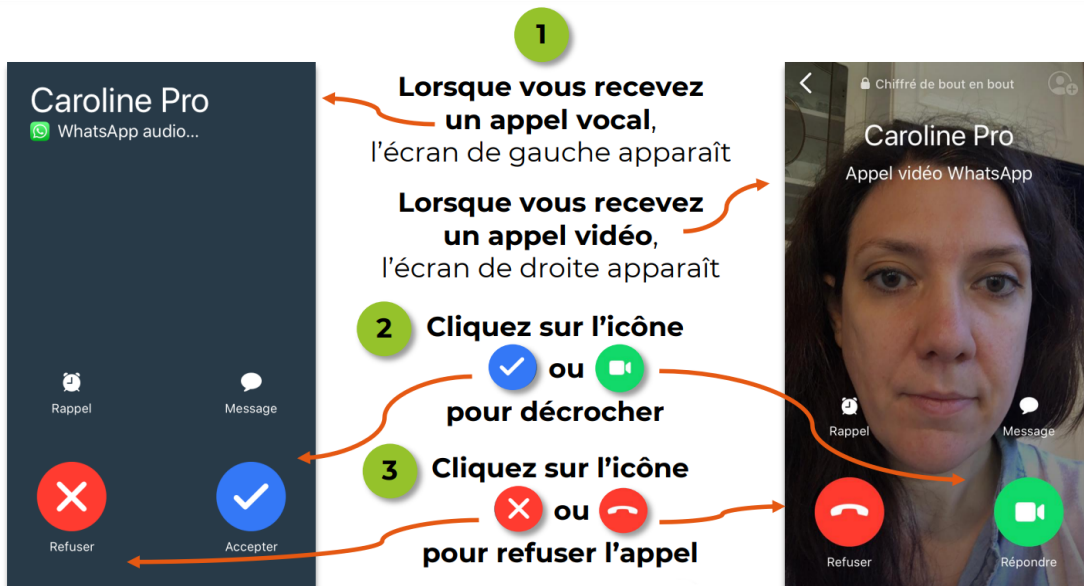 1
Lorsque vous recevez
un appel vocal,
l’écran de gauche apparaît
Lorsque vous recevez
un appel vidéo,
l’écran de droite apparaît
2
Cliquez sur l’icône
ou
pour décrocher
3
Cliquez sur l’icône
ou
pour refuser l’appel
Caroline Pro
WhatsApp audio...
Rappel
Message
Refuser
Accepter
Chiffré de bout en bout
Caroline Pro
Appel vidéo WhatsApp
Rappel
Message
Refuser
Répondre